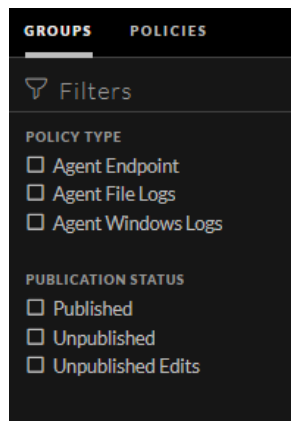 GROUPS POLICIES
Filters
POLICY TYPE
Agent Endpoint
Agent File Logs
Agent Windows Logs
PUBLICATION STATUS
Published
Unpublished
Unpublished Edits